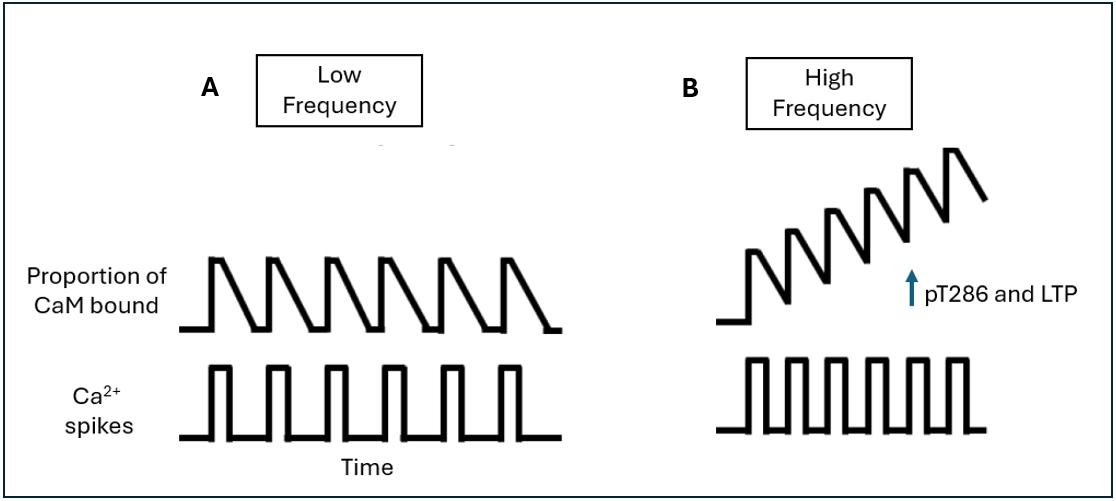 A
Low
Frequency
B
High
Frequency
Proportion of
CaM bound
pT286 and LTP
Ca²⁺
spikes
Time